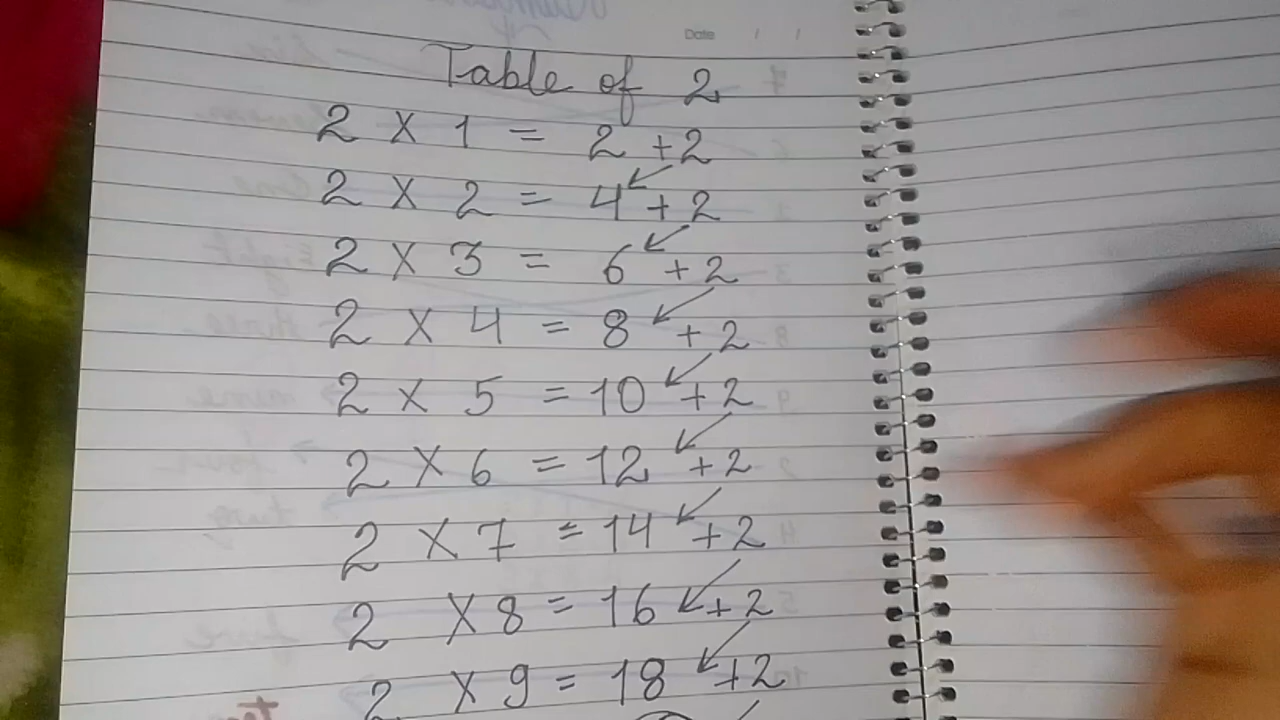 Date / /
Table of 2
2 X 1 = 2 +2
2 X 2 = 4 +2
2 X 3 = 6 +2
2 X 4 = 8 +2
2 X 5 = 10 +2
2 X 6 = 12 +2
2 X 7 = 14 +2
2 X 8 = 16 +2
2 X 9 = 18 +2